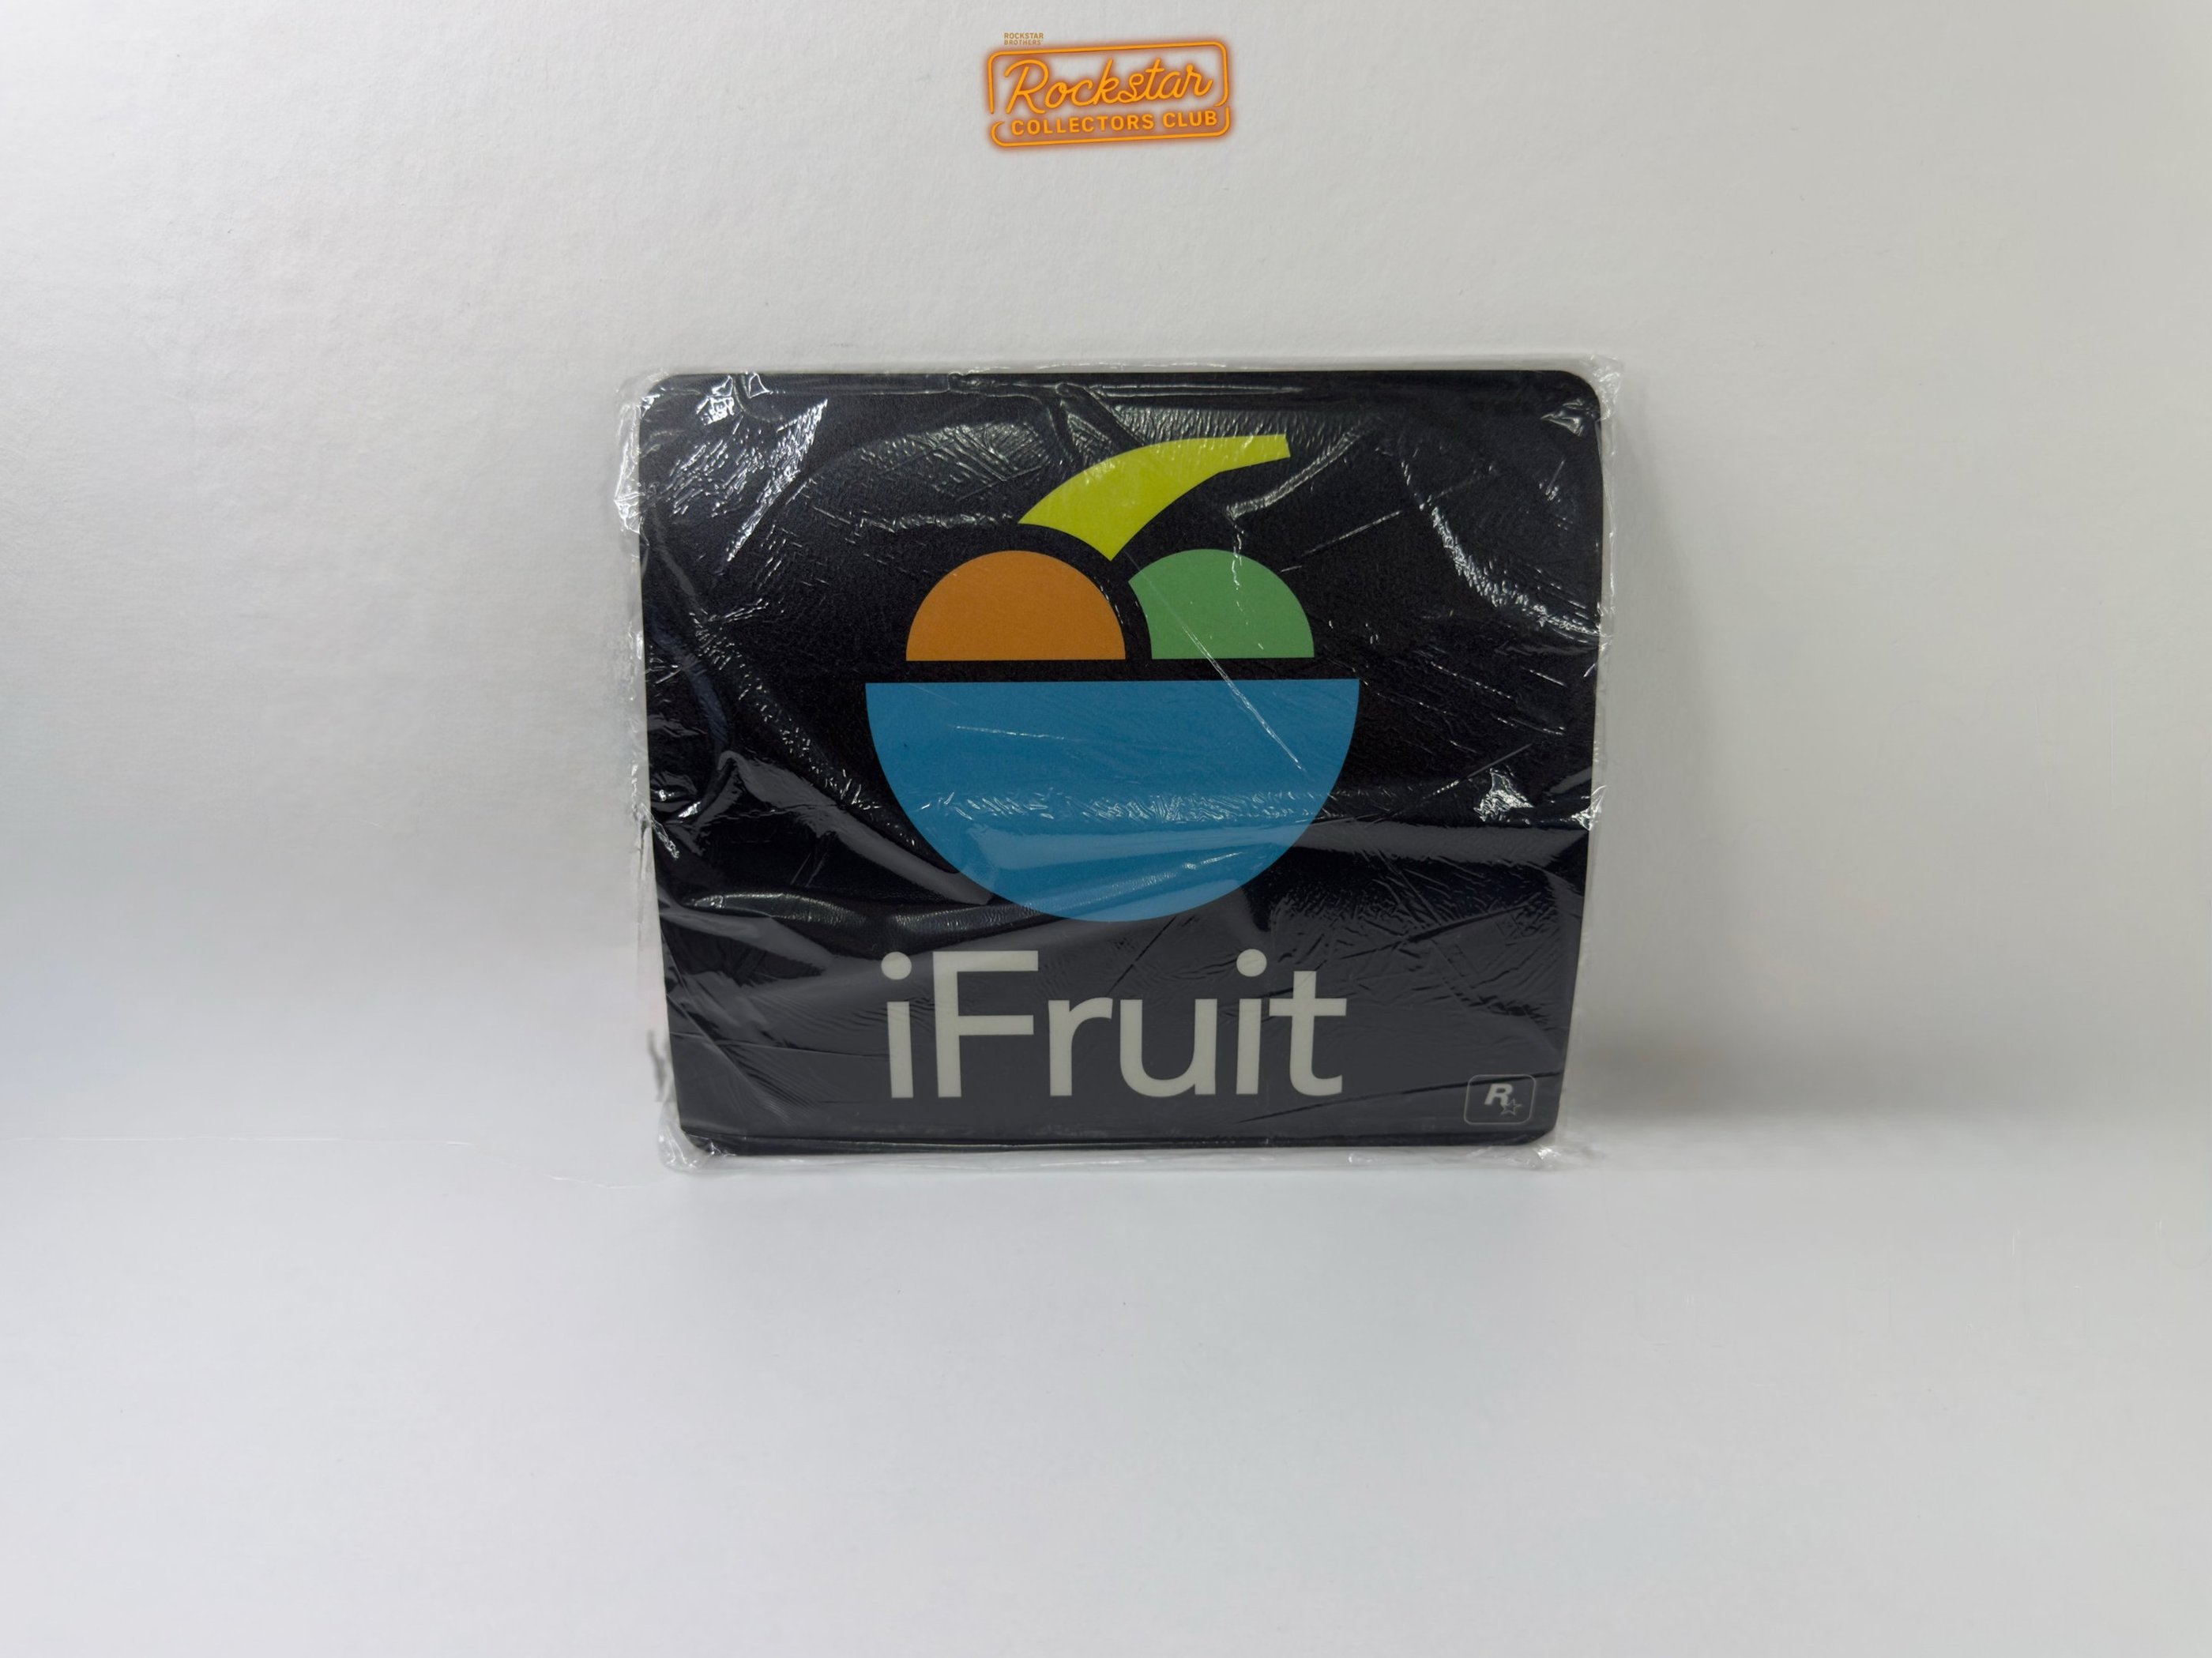 ROCKSTAR
BROTHERS'
Rockstar
COLLECTORS CLUB
iFruit
R